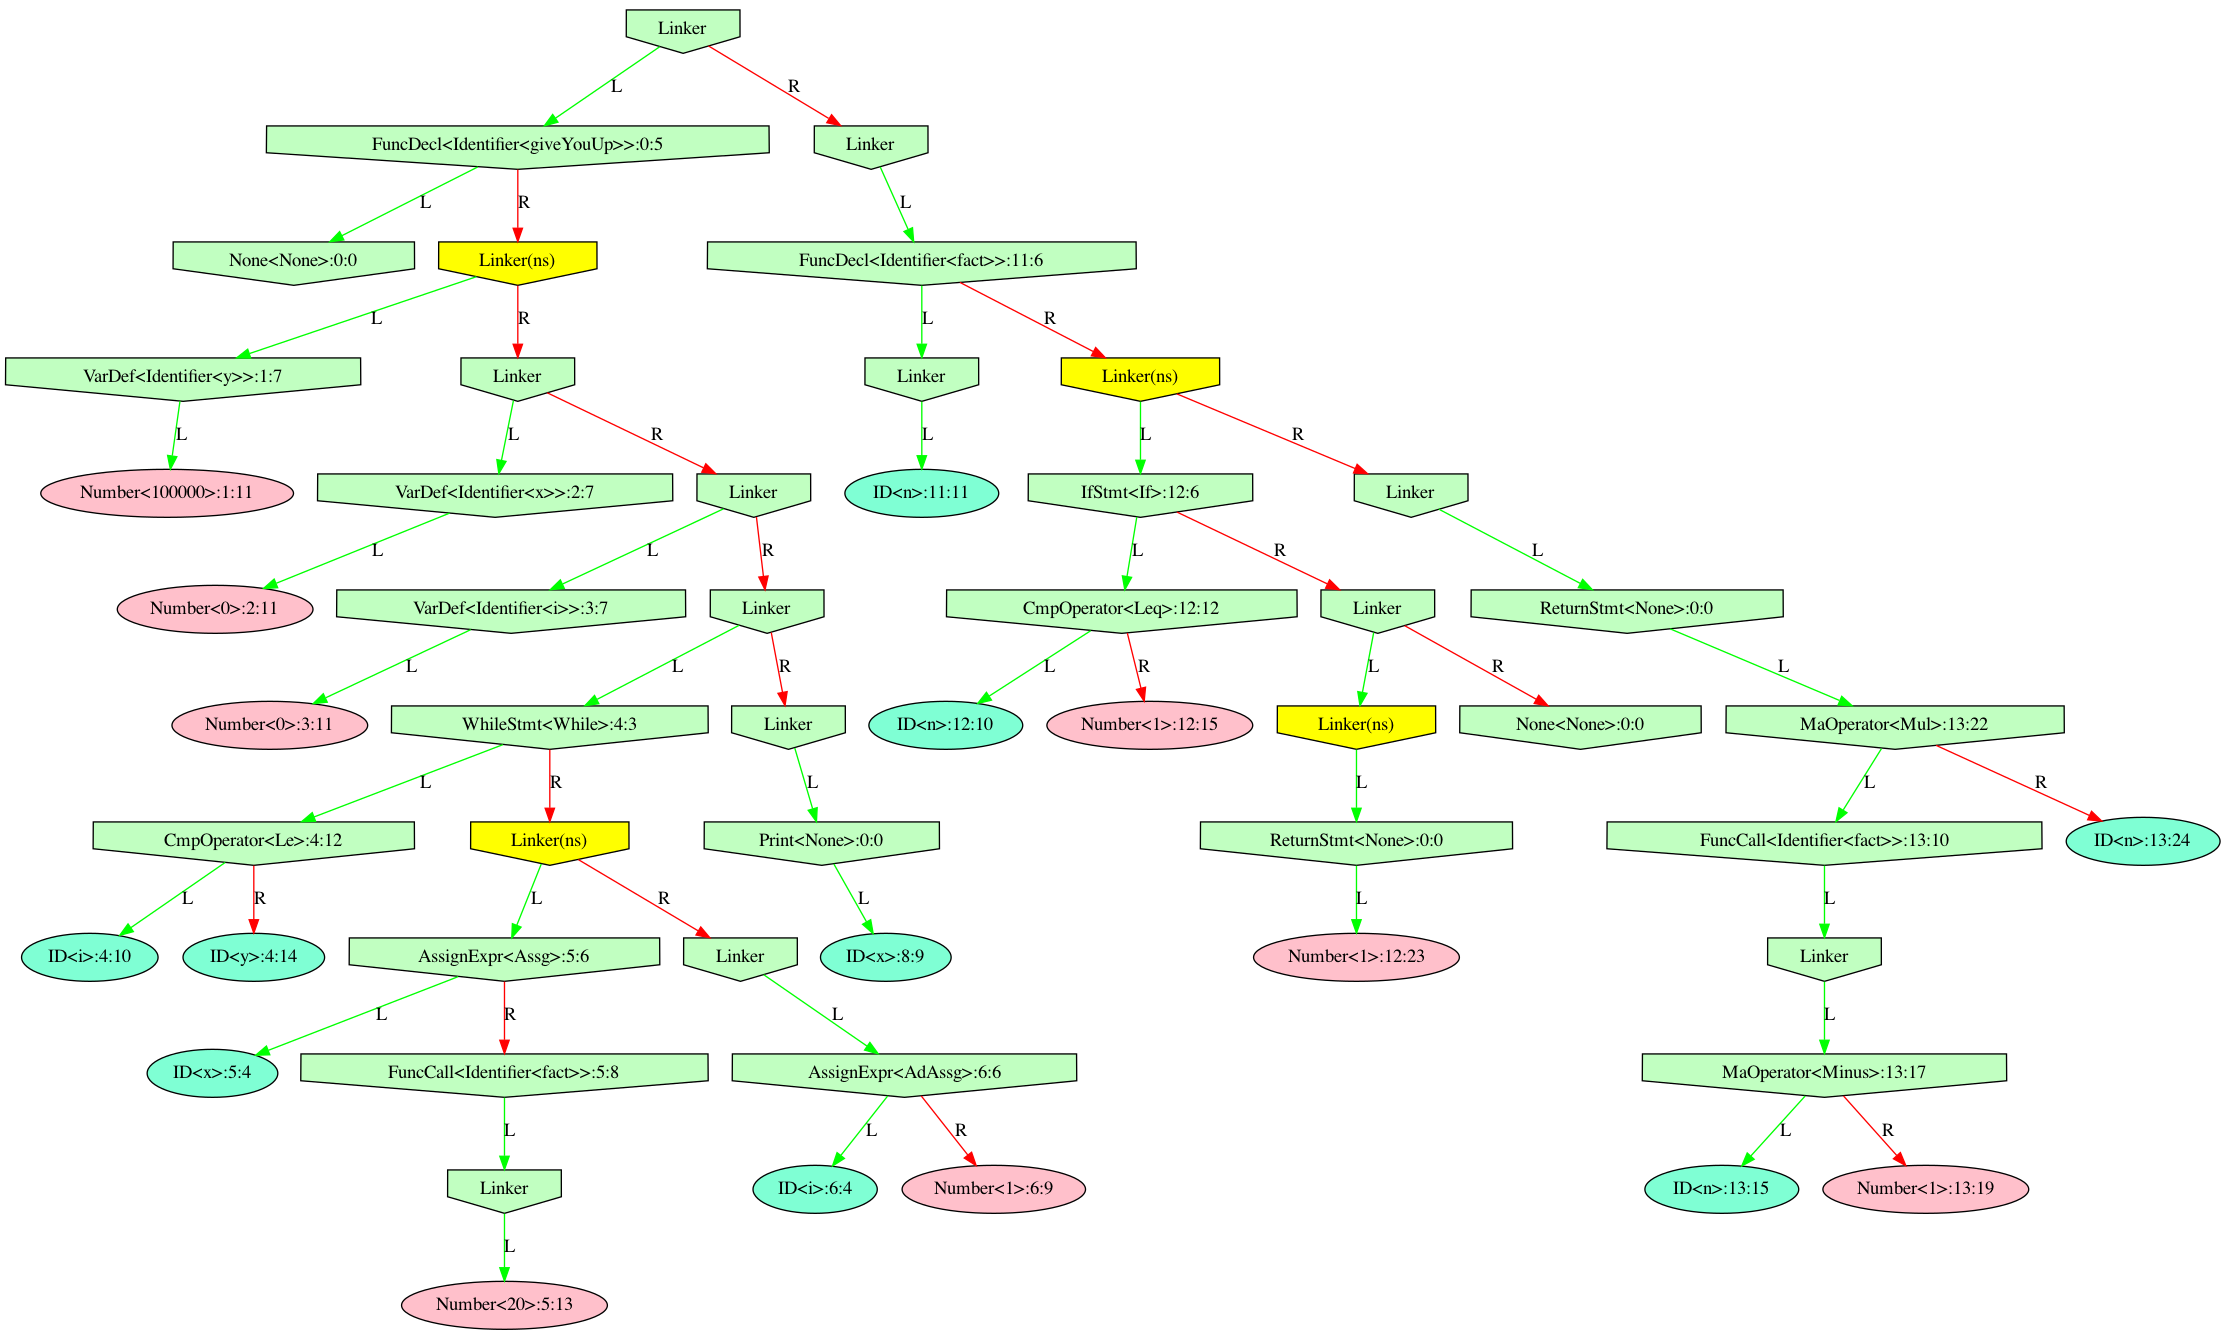 Linker
L
R
FuncDecl<Identifier<giveYouUp>>:0:5
Linker
L
R
L
None<None>:0:0
Linker(ns)
FuncDecl<Identifier<fact>>:11:6
L
R
L
R
VarDef<Identifier<y>>:1:7
Linker
Linker
Linker(ns)
L
L
R
L
L
R
Number<100000>:1:11
VarDef<Identifier<x>>:2:7
Linker
ID<n>:11:11
IfStmt<If>:12:6
Linker
L
L
R
L
R
L
Number<0>:2:11
VarDef<Identifier<i>>:3:7
Linker
CmpOperator<Leq>:12:12
Linker
ReturnStmt<None>:0:0
L
L
R
L
R
L
R
L
Number<0>:3:11
WhileStmt<While>:4:3
Linker
ID<n>:12:10
Number<1>:12:15
Linker(ns)
None<None>:0:0
MaOperator<Mul>:13:22
L
R
L
L
L
R
CmpOperator<Le>:4:12
Linker(ns)
Print<None>:0:0
ReturnStmt<None>:0:0
FuncCall<Identifier<fact>>:13:10
ID<n>:13:24
L
R
L
R
L
L
L
ID<i>:4:10
ID<y>:4:14
AssignExpr<Assg>:5:6
Linker
ID<x>:8:9
Number<1>:12:23
Linker
L
R
L
L
ID<x>:5:4
FuncCall<Identifier<fact>>:5:8
AssignExpr<AdAssg>:6:6
MaOperator<Minus>:13:17
L
L
R
L
R
Linker
ID<i>:6:4
Number<1>:6:9
ID<n>:13:15
Number<1>:13:19
L
Number<20>:5:13